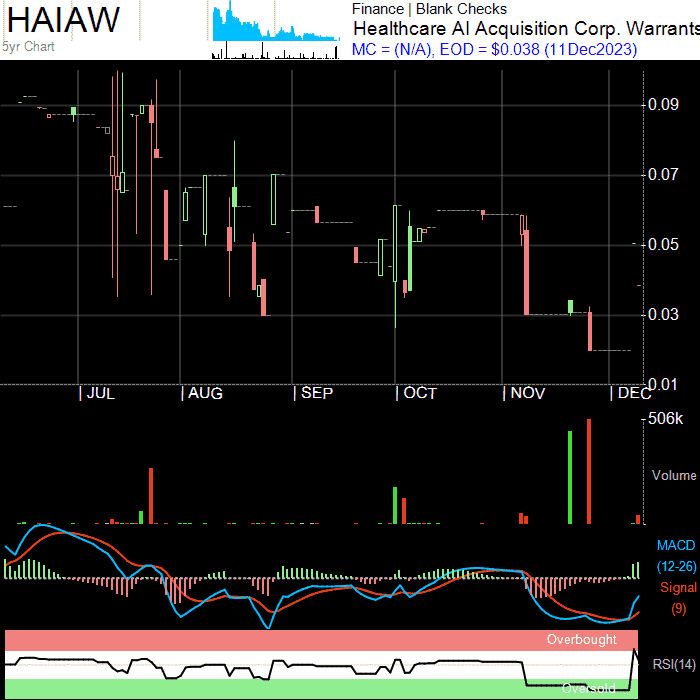 HAIAW
5yr Chart
Finance | Blank Checks
Healthcare AI Acquisition Corp. Warrants
MC = (N/A), EOD = $0.038 (11Dec2023)
0.09
0.07
0.05
0.03
0.01
| JUL | AUG | SEP | OCT | NOV | DEC
506k
Volume
MACD
(12-26)
Signal
(9)
Overbought
RSI(14)
Oversold